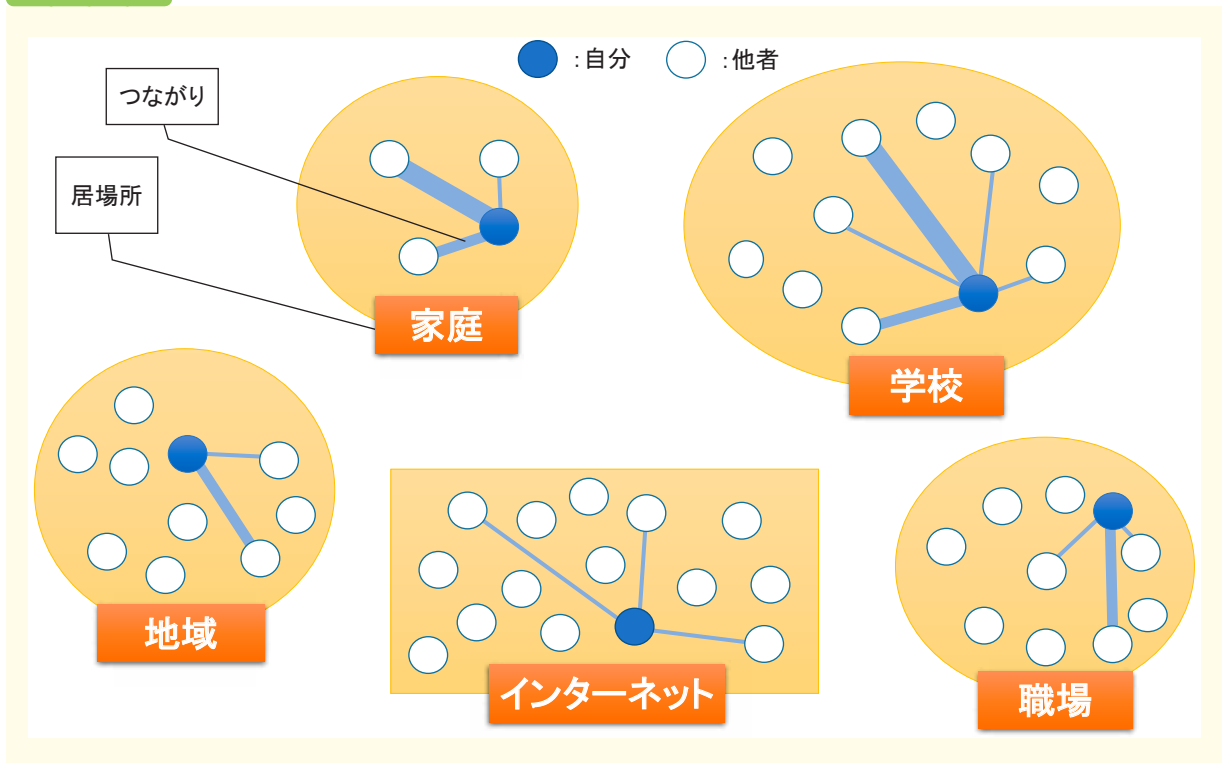 :自分
:他者
つながり
居場所
家庭
学校
地域
インターネット
職場